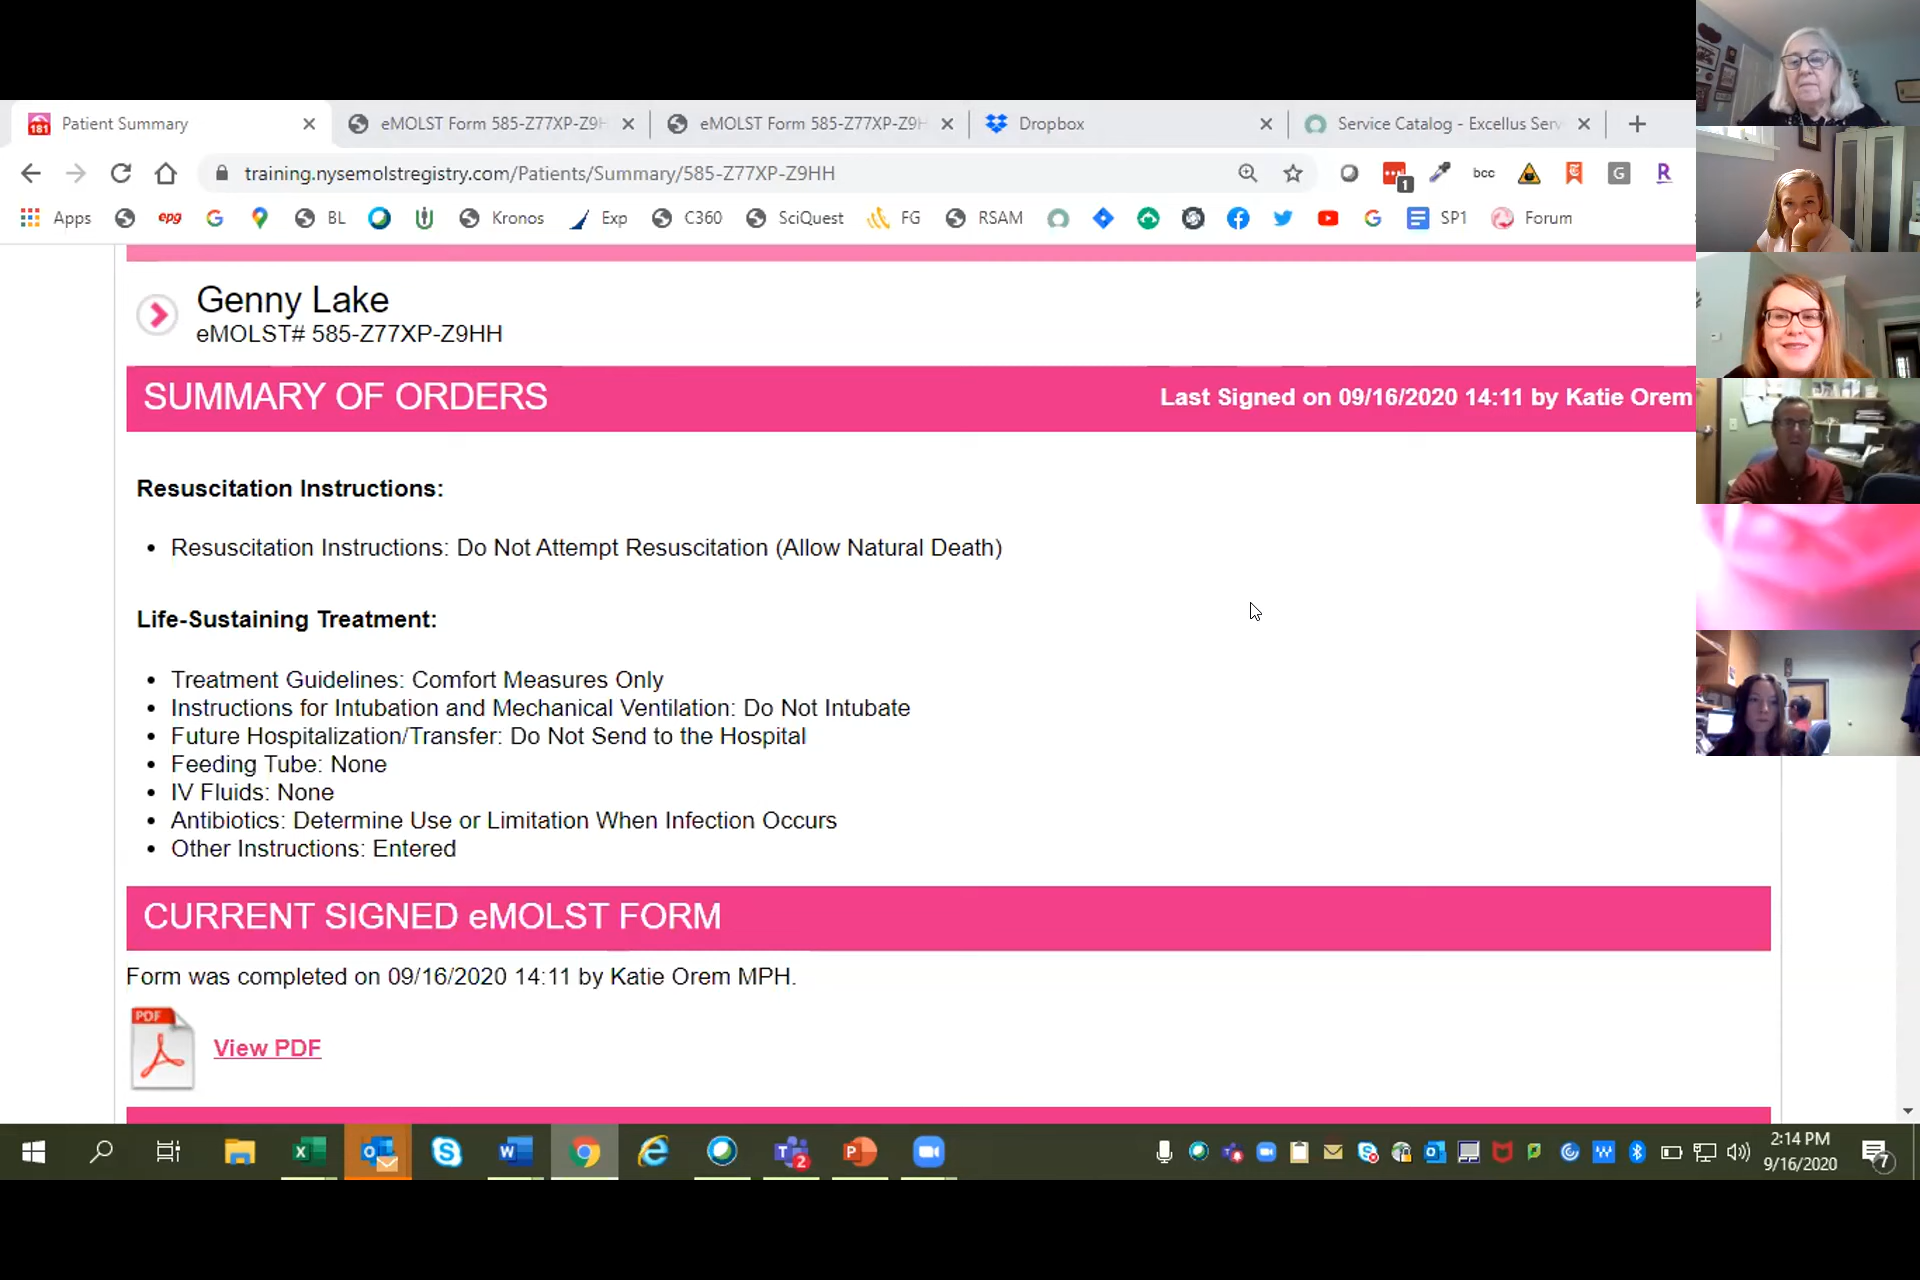 Patient Summary
eMOLST Form 585-Z77XP-Z9H
eMOLST Form 585-Z77XP-Z9H
Dropbox
Service Catalog - Excellus Serv
training.nysemolstregistry.com/Patients/Summary/585-Z77XP-Z9HH
1
bcc
G
R
Apps
epg
BL
Kronos
Exp
C360
SciQuest
FG
RSAM
SP1
Forum
Genny Lake
eMOLST# 585-Z77XP-Z9HH
SUMMARY OF ORDERS
Last Signed on 09/16/2020 14:11 by Katie Orem
Resuscitation Instructions:
• Resuscitation Instructions: Do Not Attempt Resuscitation (Allow Natural Death)
Life-Sustaining Treatment:
• Treatment Guidelines: Comfort Measures Only
• Instructions for Intubation and Mechanical Ventilation: Do Not Intubate
• Future Hospitalization/Transfer: Do Not Send to the Hospital
• Feeding Tube: None
• IV Fluids: None
• Antibiotics: Determine Use or Limitation When Infection Occurs
• Other Instructions: Entered
CURRENT SIGNED eMOLST FORM
Form was completed on 09/16/2020 14:11 by Katie Orem MPH.
PDF
View PDF
2:14 PM
9/16/2020
7